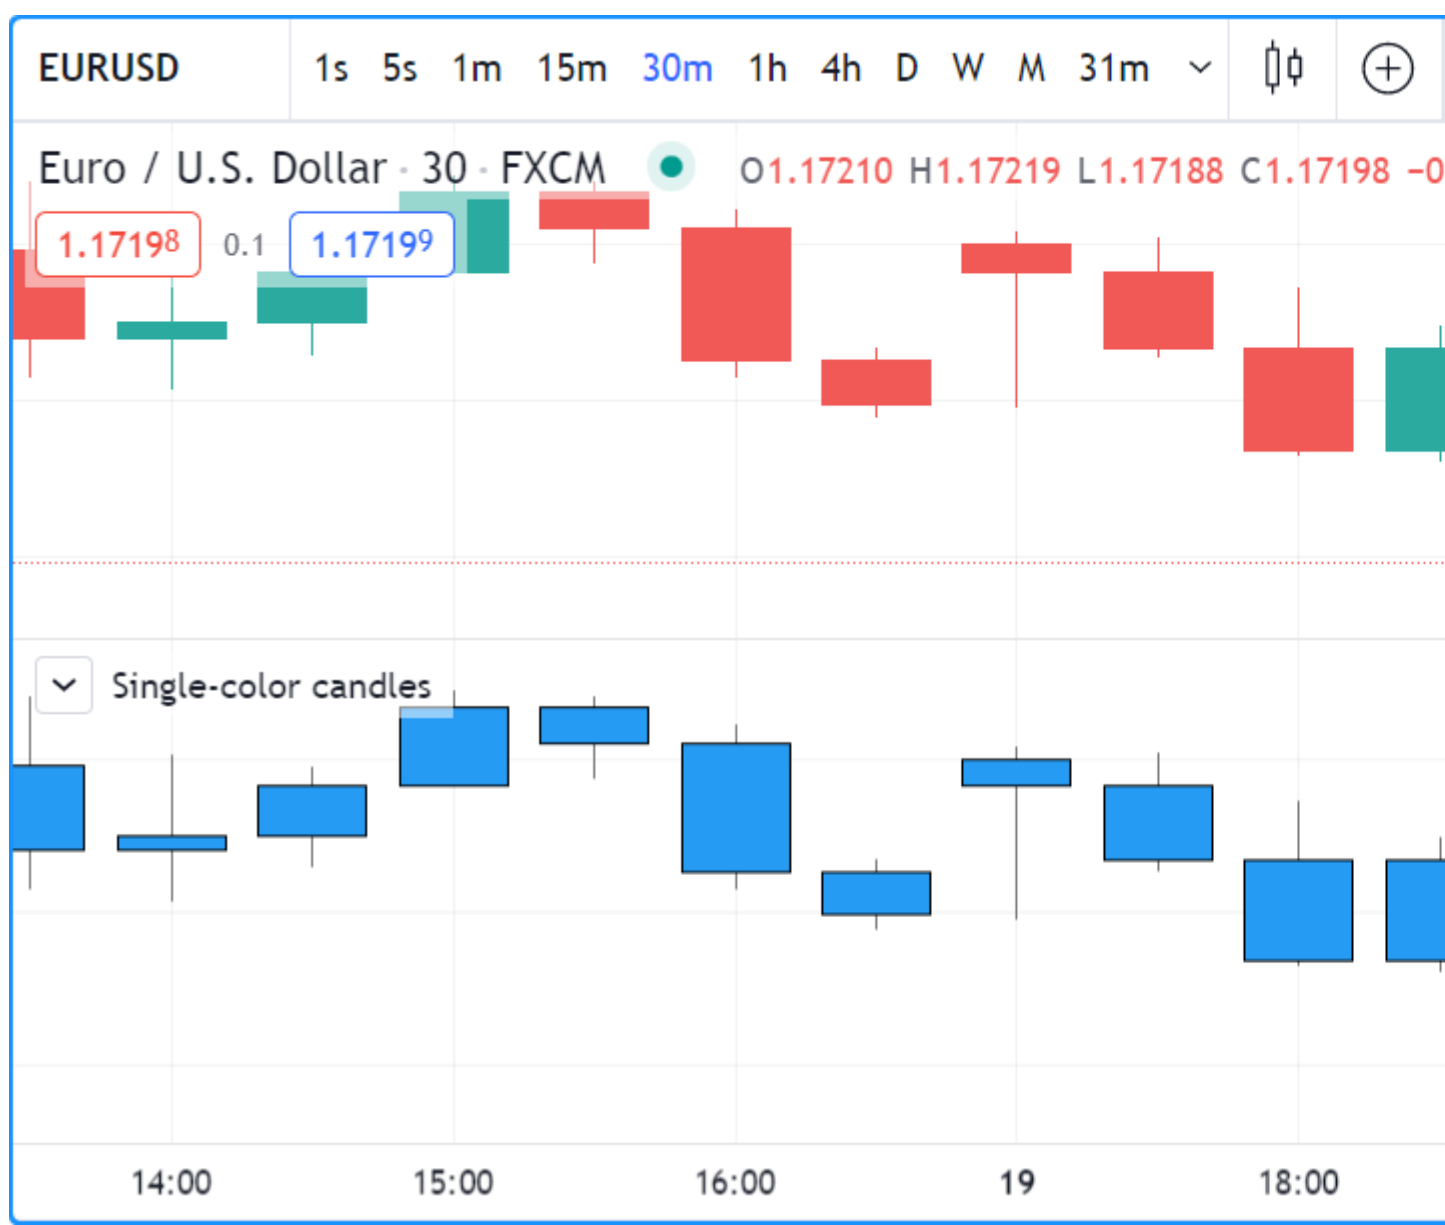 EURUSD 1s 5s 1m 15m 30m 1h 4h D W M 31m
Euro / U.S. Dollar · 30 · FXCM O1.17210 H1.17219 L1.17188 C1.17198 −0
1.17198 0.1 1.17199
Single-color candles
14:00 15:00 16:00 19 18:00